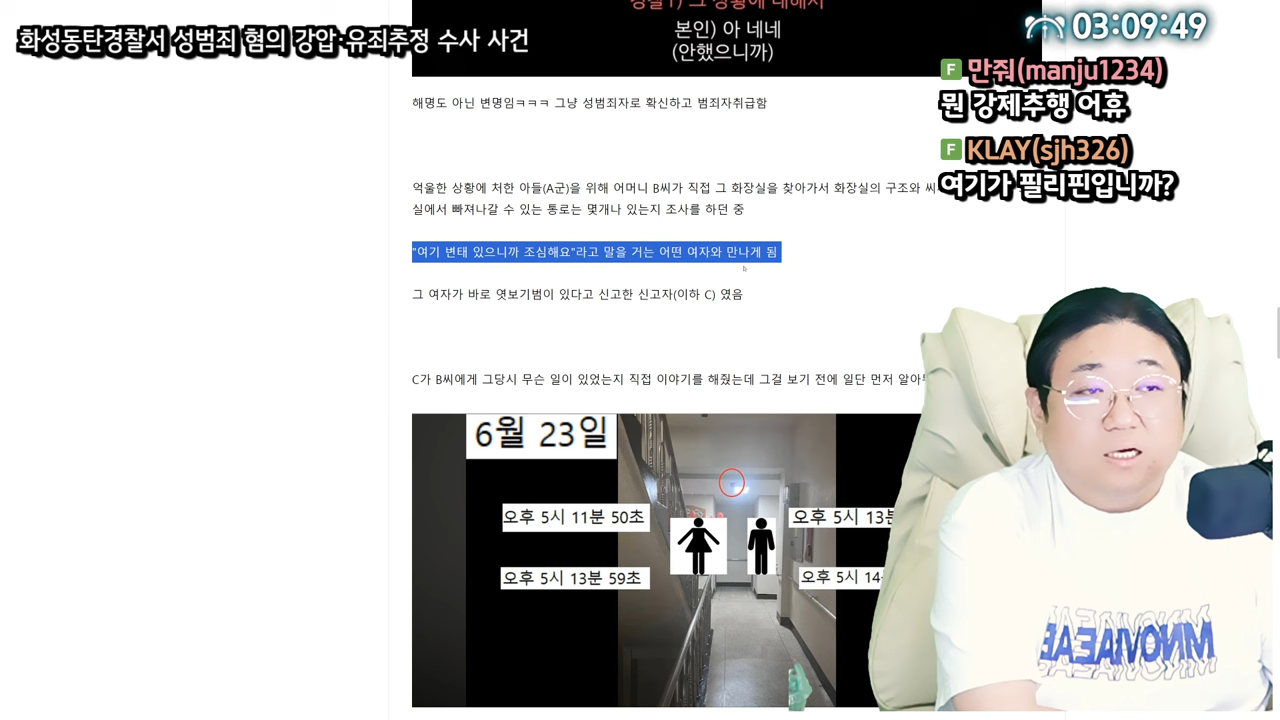 화성동탄경찰서 성범죄 혐의 강압·유죄추정 수사 사건
본인) 아 네네
(안했으니까)
03:09:49
F 만줘(manju1234)
뭔 강제추행 어휴
F KLAY(sjh326)
여기가 필리핀입니까?
해명도 아닌 변명임ㅋㅋㅋ 그냥 성범죄자로 확신하고 범죄자취급함
억울한 상황에 처한 아들(A군)을 위해 어머니 B씨가 직접 그 화장실을 찾아가서 화장실의 구조와
실에서 빠져나갈 수 있는 통로는 몇개나 있는지 조사를 하던 중
"여기 변태 있으니까 조심해요"라고 말을 거는 어떤 여자와 만나게 됨
그 여자가 바로 엿보기범이 있다고 신고한 신고자(이하 C) 였음
C가 B씨에게 그당시 무슨 일이 있었는지 직접 이야기를 해줬는데 그걸 보기 전에 일단 먼저
6월 23일
오후 5시 11분 50초
오후 5시 13
오후 5시 13분 59초
오후 5시 14